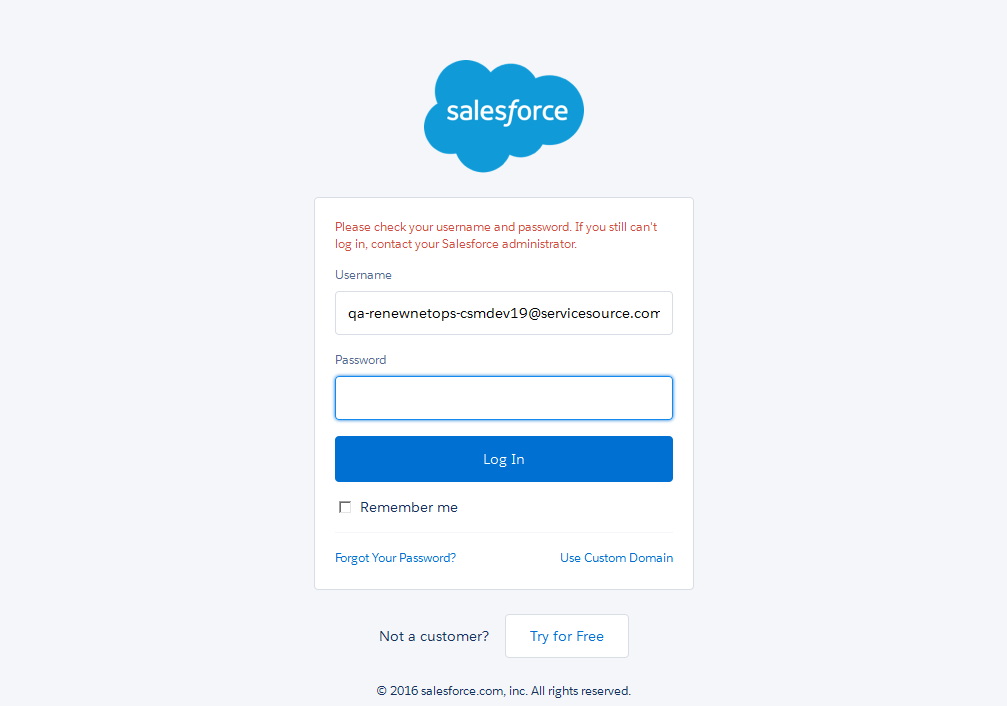 salesforce
Please check your username and password. If you still can't
log in, contact your Salesforce administrator.
Username
qa-renewnetops-csmdev19@servicesource.com
Password
Log In
Remember me
Forgot Your Password?
Use Custom Domain
Not a customer?
Try for Free
© 2016 salesforce.com, inc. All rights reserved.